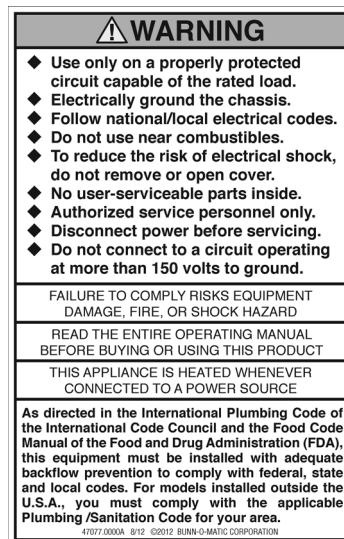 WARNING
◆ Use only on a properly protected
circuit capable of the rated load.
◆ Electrically ground the chassis.
◆ Follow national/local electrical codes.
◆ Do not use near combustibles.
◆ To reduce the risk of electrical shock,
do not remove or open cover.
◆ No user-serviceable parts inside.
◆ Authorized service personnel only.
◆ Disconnect power before servicing.
◆ Do not connect to a circuit operating
at more than 150 volts to ground.
FAILURE TO COMPLY RISKS EQUIPMENT
DAMAGE, FIRE, OR SHOCK HAZARD
READ THE ENTIRE OPERATING MANUAL
BEFORE BUYING OR USING THIS PRODUCT
THIS APPLIANCE IS HEATED WHENEVER
CONNECTED TO A POWER SOURCE
As directed in the International Plumbing Code of
the International Code Council and the Food Code
Manual of the Food and Drug Administration (FDA),
this equipment must be installed with adequate
backflow prevention to comply with federal, state
and local codes. For models installed outside the
U.S.A., you must comply with the applicable
Plumbing /Sanitation Code for your area.
47077.0000A 8/12 ©2012 BUNN-O-MATIC CORPORATION